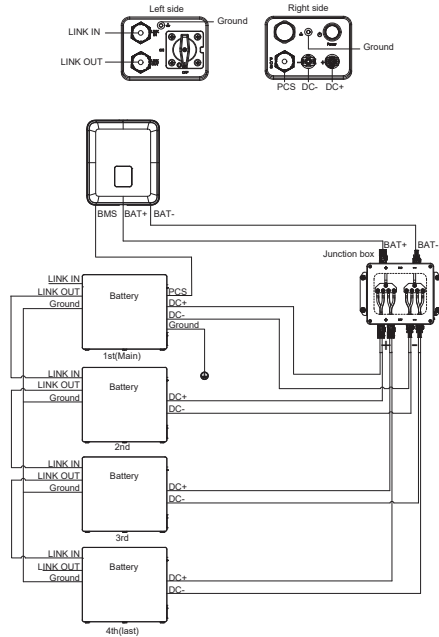 Left side
Right side
Ground
LINK IN
LINK OUT
Ground
PCS DC- DC+
BMS BAT+ BAT-
BAT+ BAT-
Junction box
LINK IN
LINK OUT
Ground
Battery
PCS
DC+
DC-
Ground
1st(Main)
+ -
LINK IN
LINK OUT
Ground
Battery
DC+
DC-
2nd
LINK IN
LINK OUT
Ground
Battery
DC+
DC-
3rd
LINK IN
LINK OUT
Ground
Battery
DC+
DC-
4th(last)